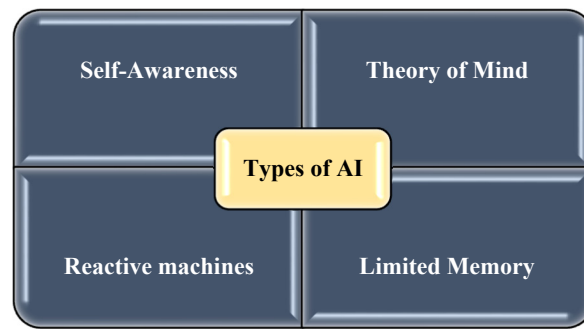 Self-Awareness
Theory of Mind
Types of AI
Reactive machines
Limited Memory